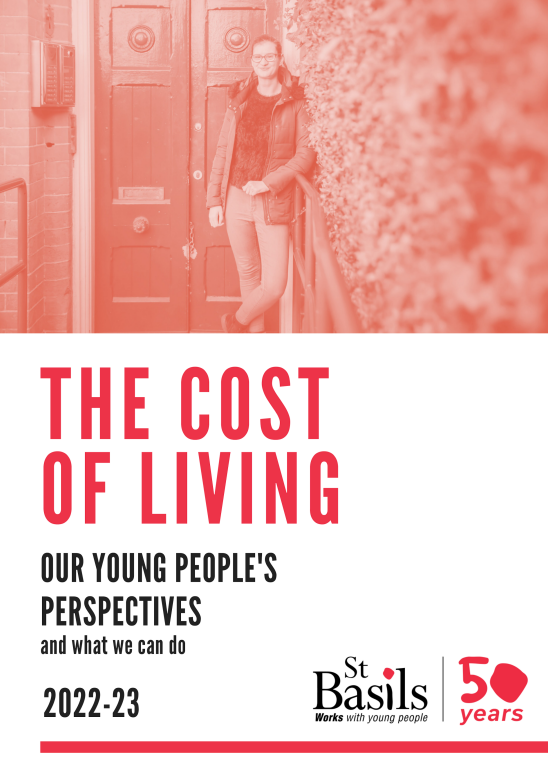 THE COST
OF LIVING
OUR YOUNG PEOPLE'S
PERSPECTIVES
and what we can do
2022-23
St
Basils
Works with young people
50
years